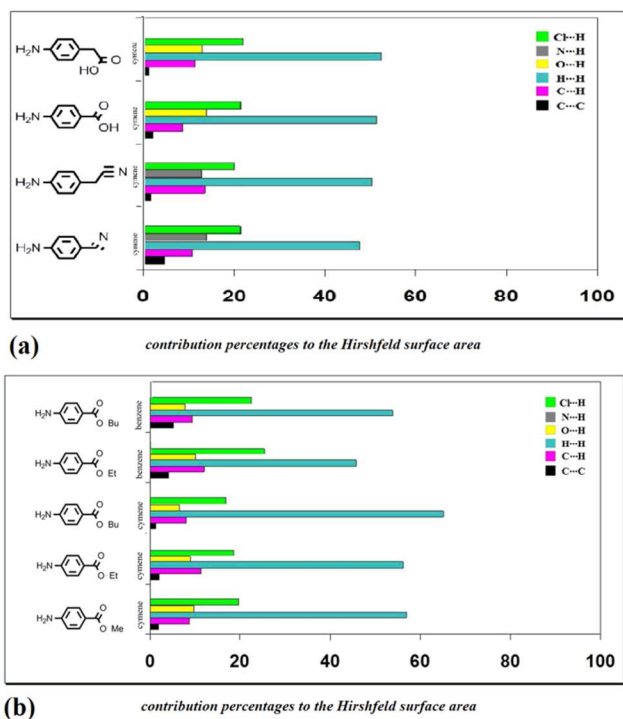 H₂N
HO
O
cymene
Cl···H
N···H
O···H
H···H
C···H
C···C
H₂N
O
OH
cymene
H₂N
N
cymene
H₂N
N
cymene
0 20 40 60 80 100
(a) contribution percentages to the Hirshfeld surface area
H₂N
O
O Bu
benzene
Cl···H
N···H
O···H
H···H
C···H
C···C
H₂N
O
O Et
benzene
H₂N
O
O Bu
cymene
H₂N
O
O Et
cymene
H₂N
O
O Me
cymene
0 20 40 60 80 100
(b) contribution percentages to the Hirshfeld surface area